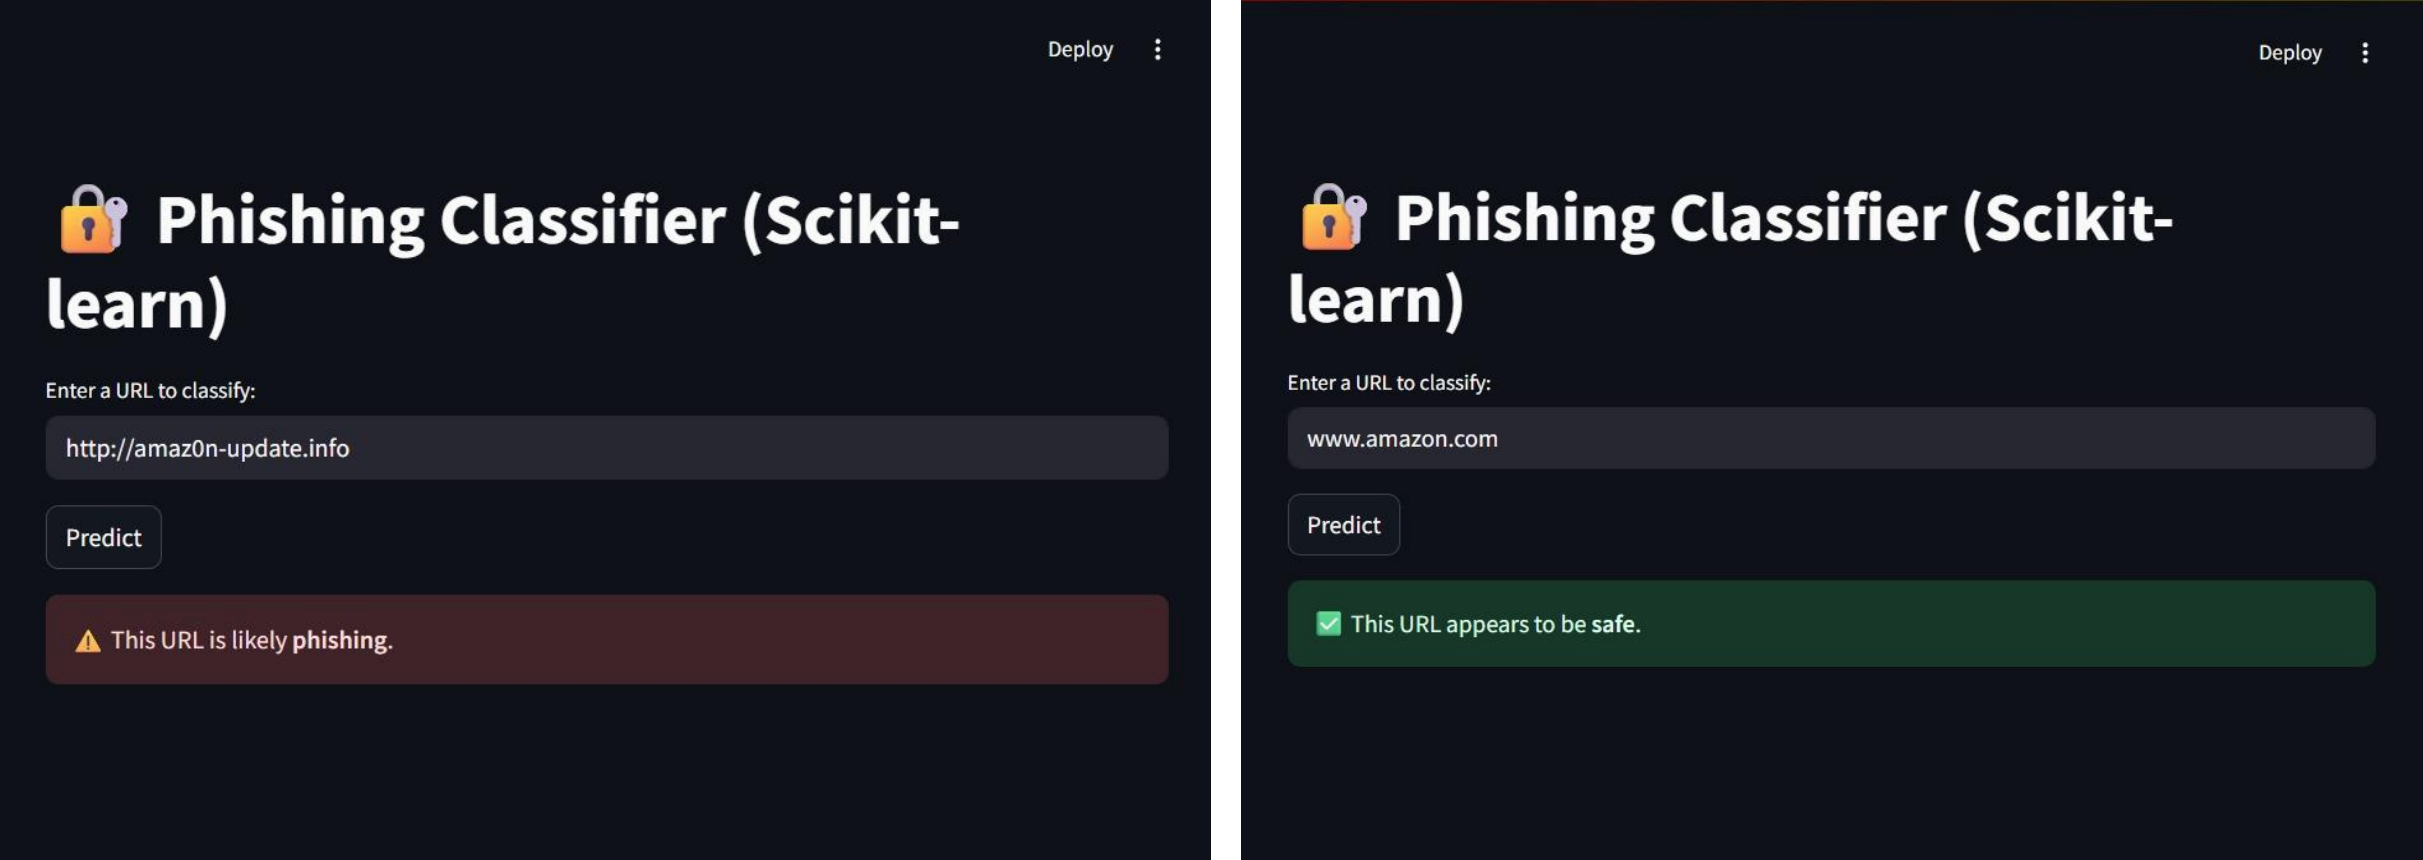 Deploy
🔐 Phishing Classifier (Scikit-
learn)
Enter a URL to classify:
http://amaz0n-update.info
Predict
⚠️ This URL is likely phishing.
Deploy
🔐 Phishing Classifier (Scikit-
learn)
Enter a URL to classify:
www.amazon.com
Predict
✅ This URL appears to be safe.